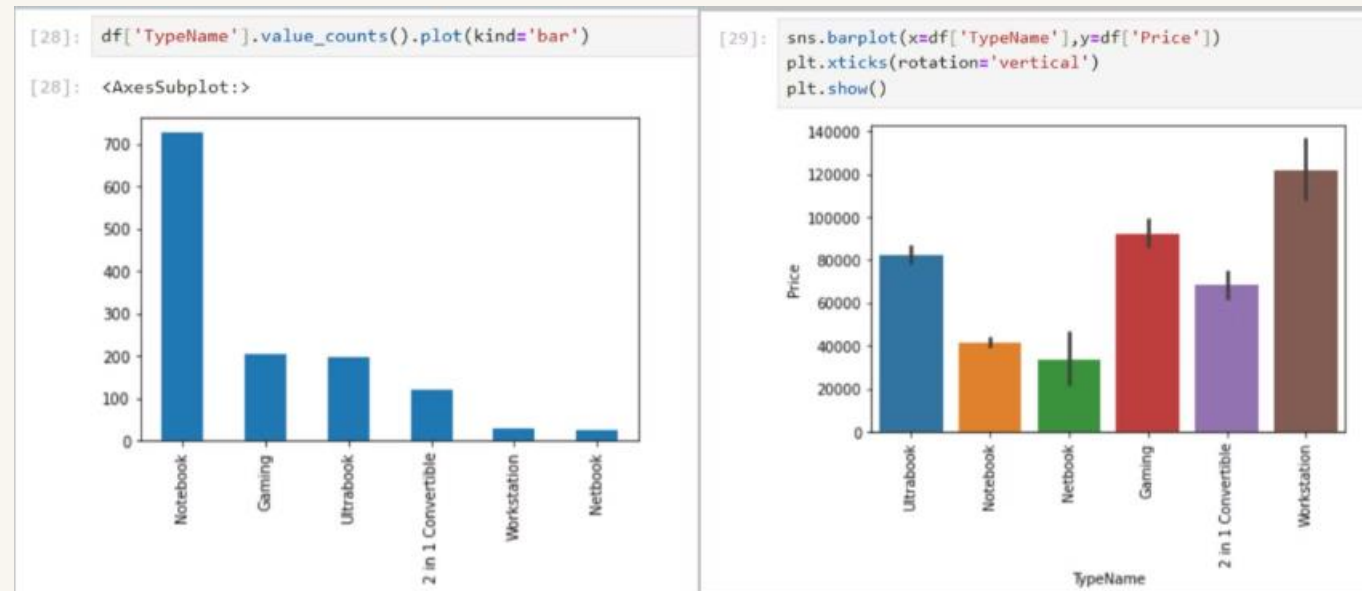 [28]: df['TypeName'].value_counts().plot(kind='bar')
[28]: <AxesSubplot:>
700
600
500
400
300
200
100
0
Notebook
Gaming
Ultrabook
2 in 1 Convertible
Workstation
Netbook
[29]: sns.barplot(x=df['TypeName'],y=df['Price'])
plt.xticks(rotation='vertical')
plt.show()
140000
120000
100000
80000
60000
40000
20000
0
Price
Ultrabook
Notebook
Netbook
Gaming
2 in 1 Convertible
Workstation
TypeName